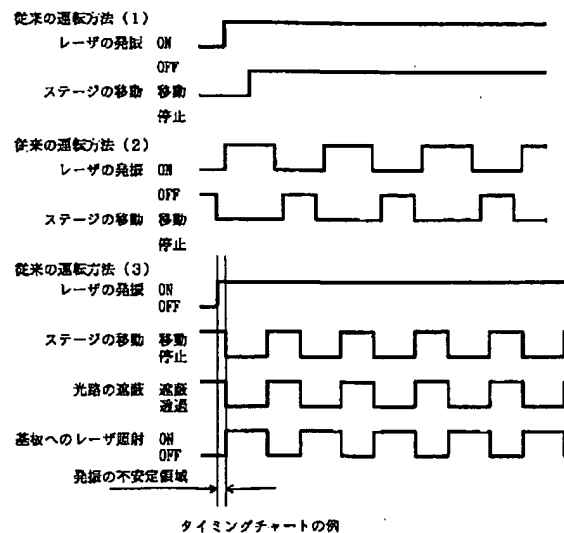 従来の運転方法（１）
レーザの発振 ON
OFF
ステージの移動 移動
停止
従来の運転方法（２）
レーザの発振 ON
OFF
ステージの移動 移動
停止
従来の運転方法（３）
レーザの発振 ON
OFF
ステージの移動 移動
停止
光路の遮蔽 遮蔽
透過
基板へのレーザ照射 ON
OFF
発振の不安定領域
タイミングチャートの例